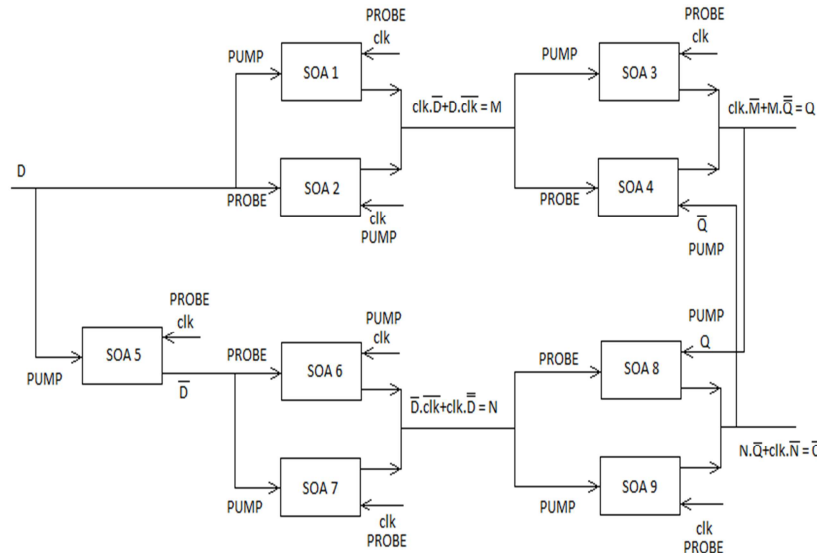 PROBE
clk
PUMP
SOA 1
clk.D̅+D.c̅l̅k̅ = M
D
PROBE
SOA 2
clk
PUMP
PROBE
clk
PUMP
SOA 3
clk.M̅+M.Q̿ = Q
PROBE
SOA 4
Q̅
PUMP
PROBE
clk
SOA 5
PUMP
D̅
PUMP
clk
PROBE
SOA 6
D̅.c̅l̅k̅+clk.D̿ = N
SOA 7
PUMP
clk
PROBE
PUMP
Q
PROBE
SOA 8
N.Q̅+clk.N̅ = Q̅
SOA 9
PUMP
clk
PROBE